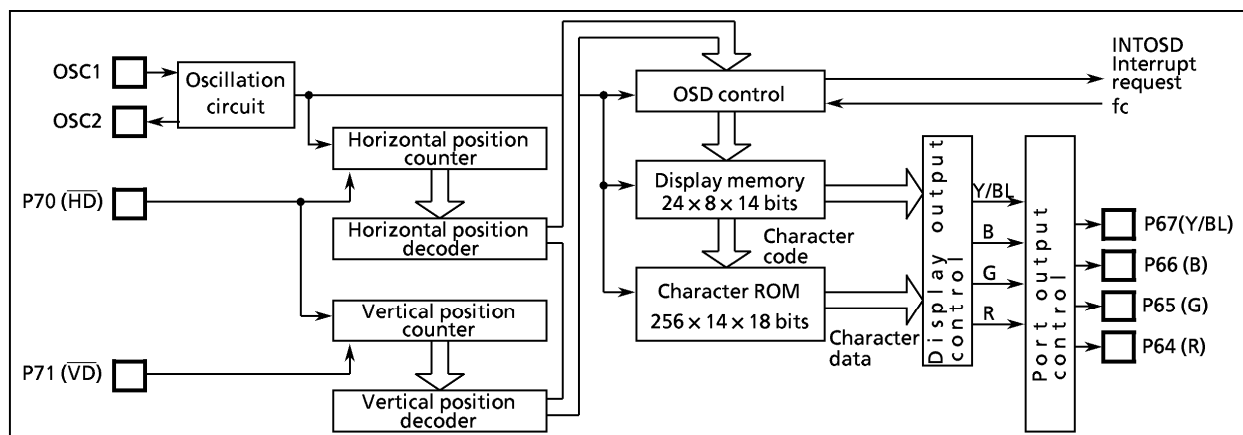 OSC1
OSC2
Oscillation
circuit
P70 (HD)
P71 (VD)
Horizontal position
counter
Horizontal position
decoder
Vertical position
counter
Vertical position
decoder
OSD control
INTOSD
Interrupt
request
fc
Display memory
24 × 8 × 14 bits
Character
code
Character ROM
256 × 14 × 18 bits
Character
data
Display output
control
Y/BL
B
G
R
Port output
control
P67(Y/BL)
P66 (B)
P65 (G)
P64 (R)